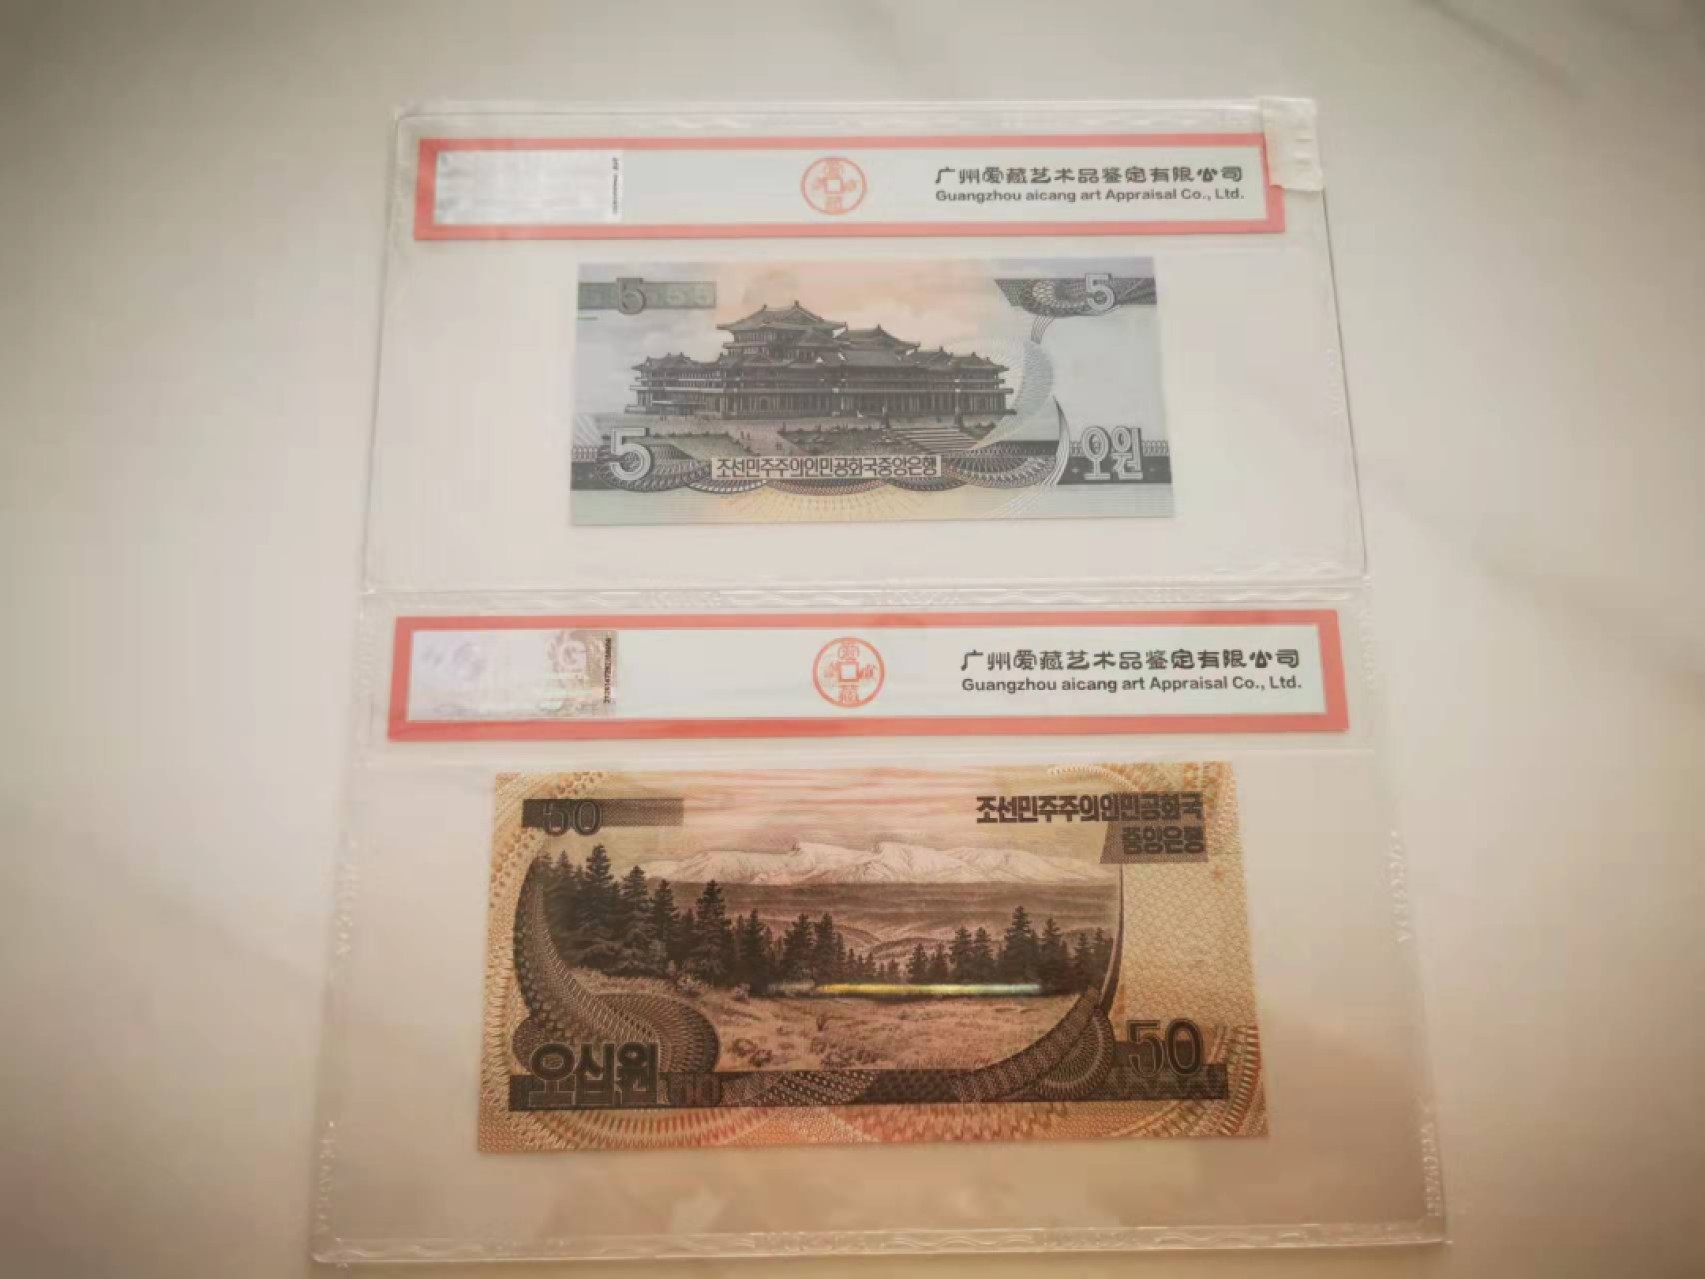 广州爱藏艺术品鉴定有限公司
Guangzhou aicang art Appraisal Co., Ltd.
5
5
5
조선민주주의인민공화국중앙은행
오원
广州爱藏艺术品鉴定有限公司
Guangzhou aicang art Appraisal Co., Ltd.
50
조선민주주의인민공화국
중앙은행
오십원
50